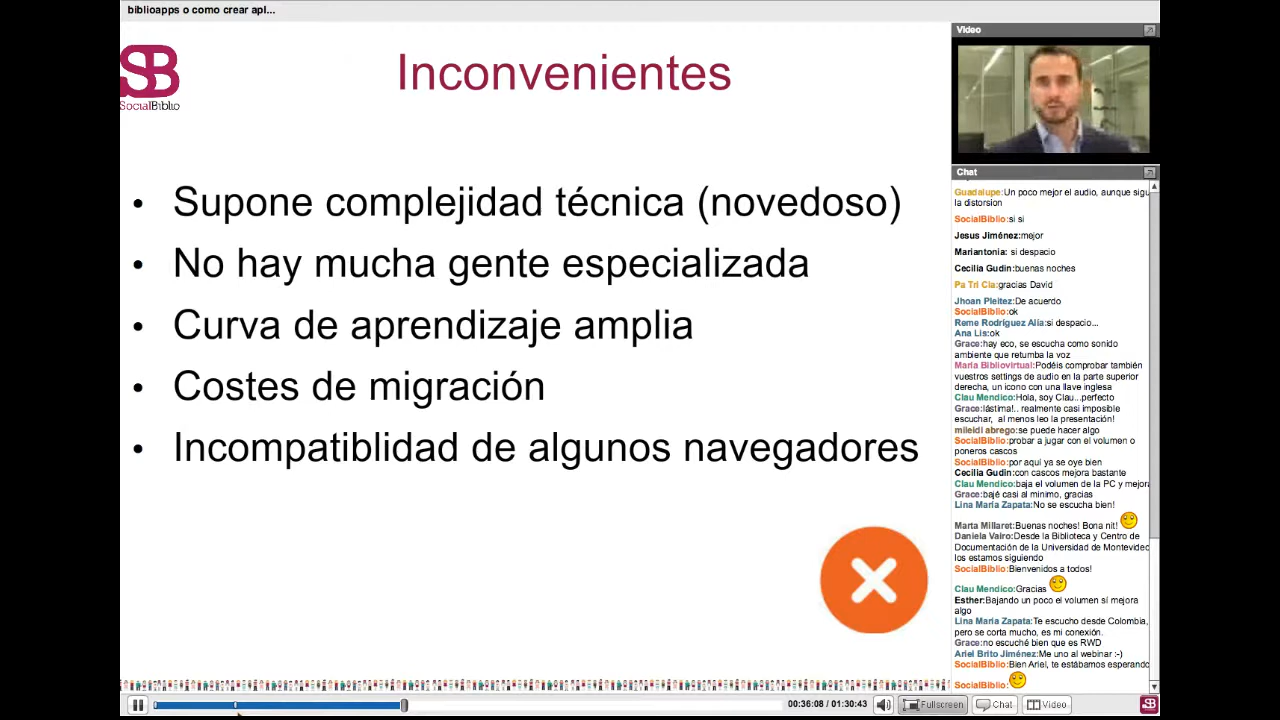 biblioapps o como crear apl...
SB
SocialBiblio
Inconvenientes
• Supone complejidad técnica (novedoso)
• No hay mucha gente especializada
• Curva de aprendizaje amplia
• Costes de migración
• Incompatiblidad de algunos navegadores
Video
Chat
Guadalupe:Un poco mejor el audio, aunque sigu
la distorsion
SocialBiblio:si si
Jesus Jiménez:mejor
Mariantonia: si despacio
Cecilia Gudin:buenas noches
Pa Tri Cia:gracias David
Jhoan Pleitez:De acuerdo
SocialBiblio:ok
Reme Rodríguez Alía:si despacio...
Ana Lis:ok
Grace:hay eco, se escucha como sonido
ambiente que retumba la voz
María Bibliovirtual:Podéis comprobar también
vuestros settings de audio en la parte superior
derecha, un icono con una llave inglesa
Clau Mendico:Hola, soy Clau...perfecto
Grace:lástima!.. realmente casi imposible
escuchar, al menos leo la presentación!
mileidi abrego:se puede hacer algo
SocialBiblio:probar a jugar con el volumen o
poneros cascos
SocialBiblio:por aquí ya se oye bien
Cecilia Gudin:con cascos mejora bastante
Clau Mendico:baja el volumen de la PC y mejora
Grace:bajé casi al minimo, gracias
Lina María Zapata:No se escucha bien!
Marta Millaret:Buenas noches! Bona nit!
Daniela Vairo:Desde la Biblioteca y Centro de
Documentación de la Universidad de Montevideo
los estamos siguiendo
SocialBiblio:Bienvenidos a todos!
Clau Mendico:Gracias
Esther:Bajando un poco el volumen sí mejora
algo
Lina María Zapata:Te escucho desde Colombia,
pero se corta mucho, es mi conexión.
Grace:no escuché bien que es RWD
Ariel Brito Jiménez:Me uno al webinar :-)
SocialBiblio:Bien Ariel, te estábamos esperando
SocialBiblio:
00:36:08 / 01:30:43
Fullscreen
Chat
Video
SB